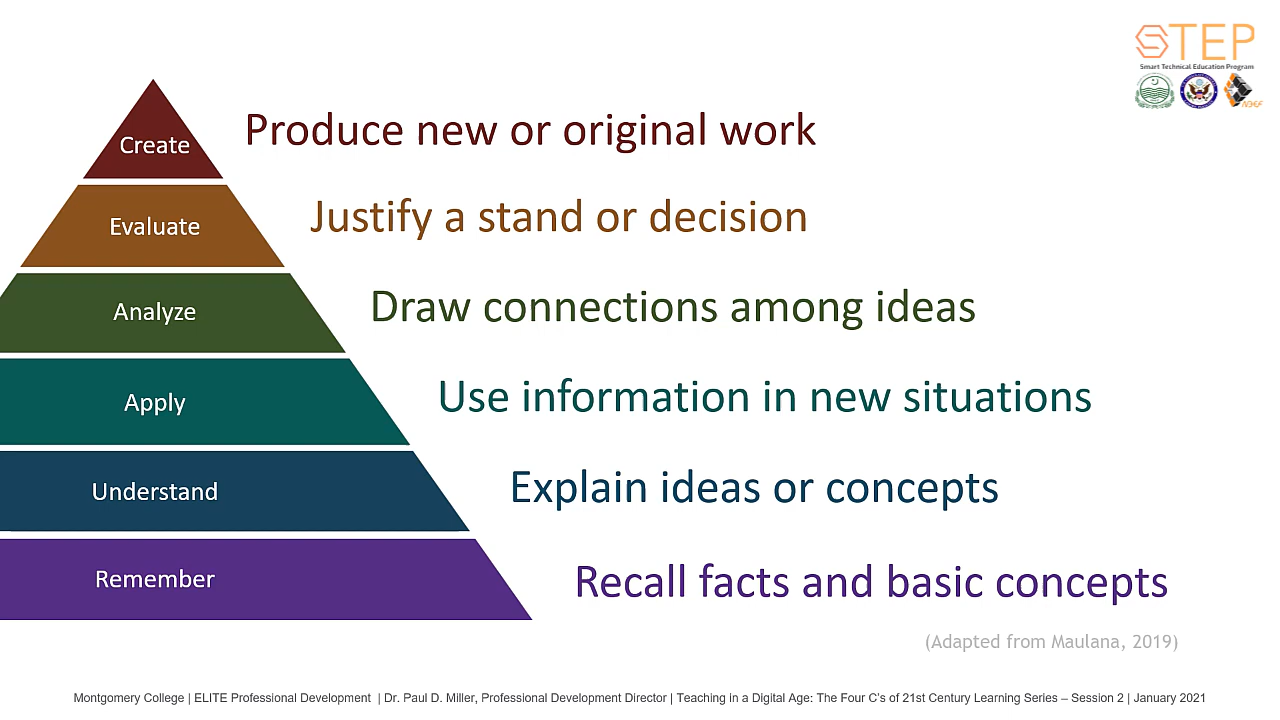 STEP
Smart Technical Education Program
Create
Produce new or original work
Evaluate
Justify a stand or decision
Analyze
Draw connections among ideas
Apply
Use information in new situations
Understand
Explain ideas or concepts
Remember
Recall facts and basic concepts
(Adapted from Maulana, 2019)
Montgomery College | ELITE Professional Development | Dr. Paul D. Miller, Professional Development Director | Teaching in a Digital Age: The Four C's of 21st Century Learning Series – Session 2 | January 2021